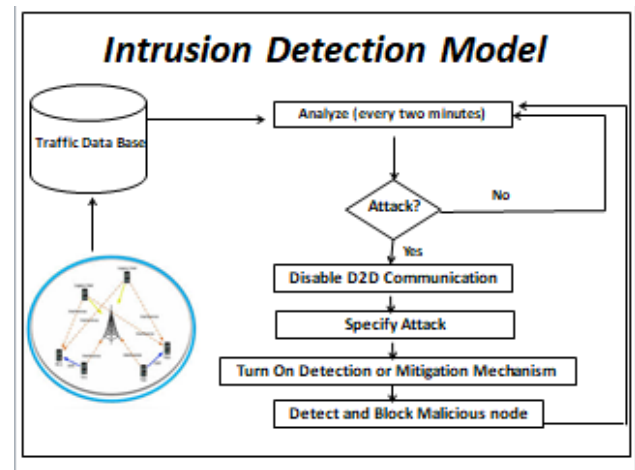 Intrusion Detection Model
Traffic Data Base
Analyze (every two minutes)
Attack?
No
Yes
Disable D2D Communication
Specify Attack
Turn On Detection or Mitigation Mechanism
Detect and Block Malicious node